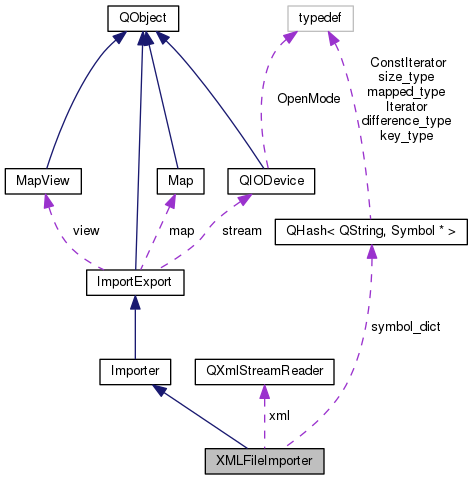 QObject
typedef
ConstIterator
size_type
mapped_type
Iterator
difference_type
key_type
OpenMode
MapView
Map
QIODevice
view
map
stream
QHash< QString, Symbol * >
ImportExport
symbol_dict
Importer
QXmlStreamReader
xml
XMLFileImporter